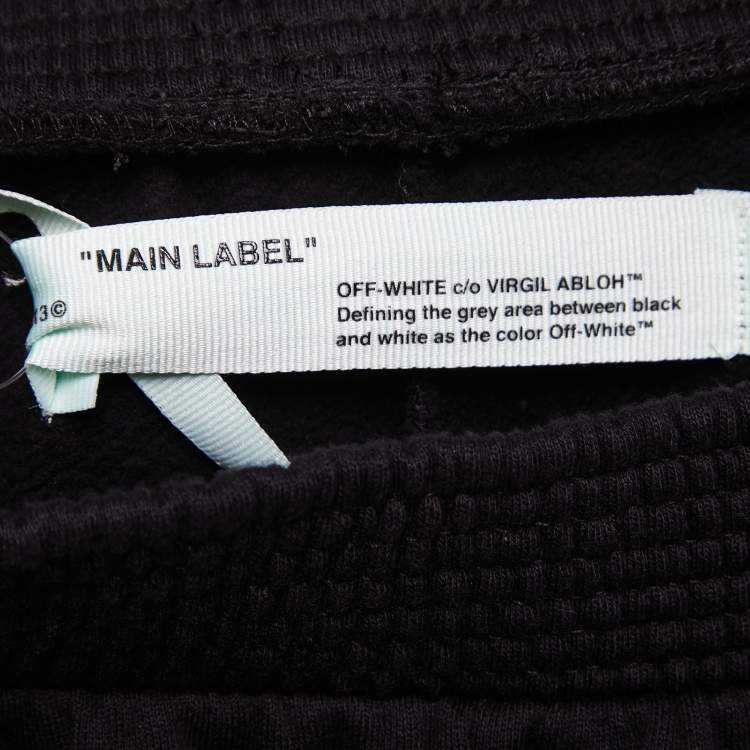 "MAIN LABEL"
OFF-WHITE c/o VIRGIL ABLOH™
Defining the grey area between black
and white as the color Off-White™
3©